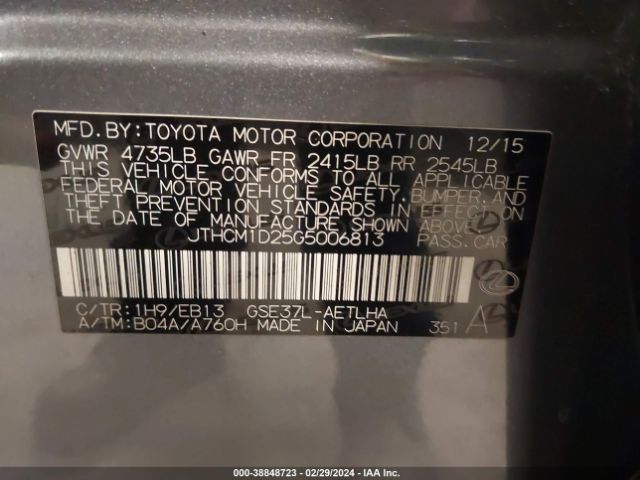 MFD.BY:TOYOTA MOTOR CORPORATION 12/15
GVWR 4735LB GAWR FR 2415LB RR 2545LB
THIS VEHICLE CONFORMS TO ALL APPLICABLE
FEDERAL MOTOR VEHICLE SAFETY, BUMPER, AND
THEFT PREVENTION STANDARDS IN EFFECT ON
THE DATE OF MANUFACTURE SHOWN ABOVE.
JTHCM1D25G5006813 PASS.CAR
C/TR:1H9/EB13 GSE37L-AETLHA
A/TM:B04A/A760H MADE IN JAPAN 351 A
000-38848723 - 02/29/2024 - IAA Inc.